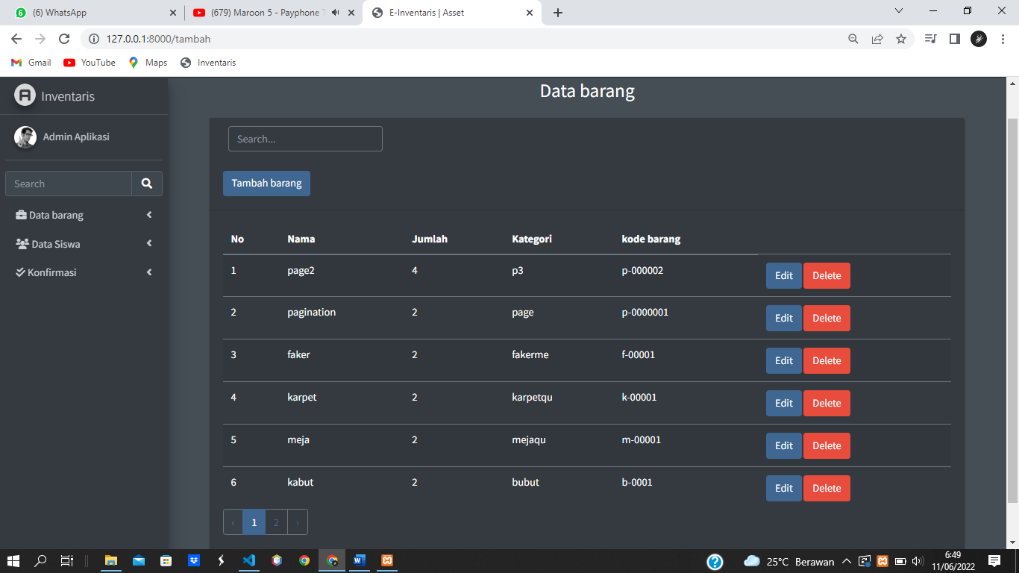 (6) WhatsApp
(679) Maroon 5 - Payphone
E-Inventaris | Asset
127.0.0.1:8000/tambah
Gmail YouTube Maps Inventaris
Inventaris
Admin Aplikasi
Search
Data barang
Data Siswa
Konfirmasi
Data barang
Search...
Tambah barang
No Nama Jumlah Kategori kode barang
1 page2 4 p3 p-000002 Edit Delete
2 pagination 2 page p-0000001 Edit Delete
3 faker 2 fakerme f-00001 Edit Delete
4 karpet 2 karpetqu k-00001 Edit Delete
5 meja 2 mejaqu m-00001 Edit Delete
6 kabut 2 bubut b-0001 Edit Delete
‹ 1 2 ›
25°C Berawan
6:49
11/06/2022